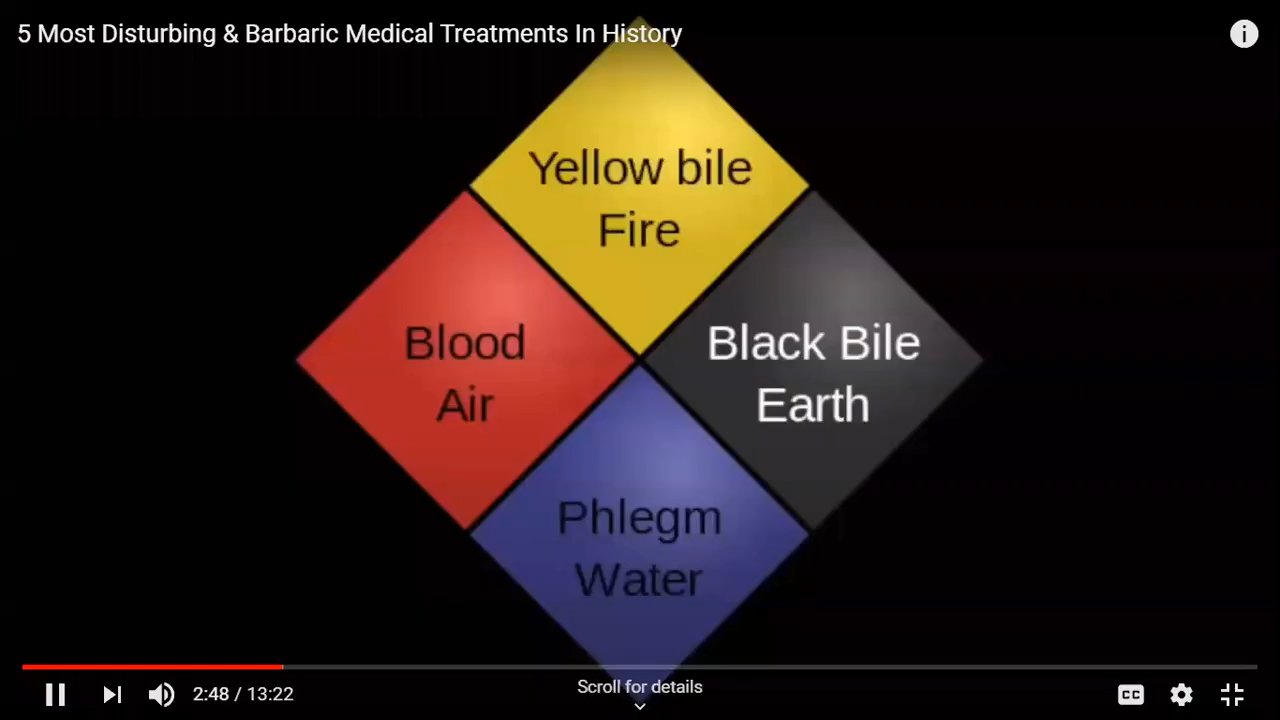 5 Most Disturbing & Barbaric Medical Treatments In History
i
Yellow bile
Fire
Blood
Air
Black Bile
Earth
Phlegm
Water
Scroll for details
2:48 / 13:22
CC